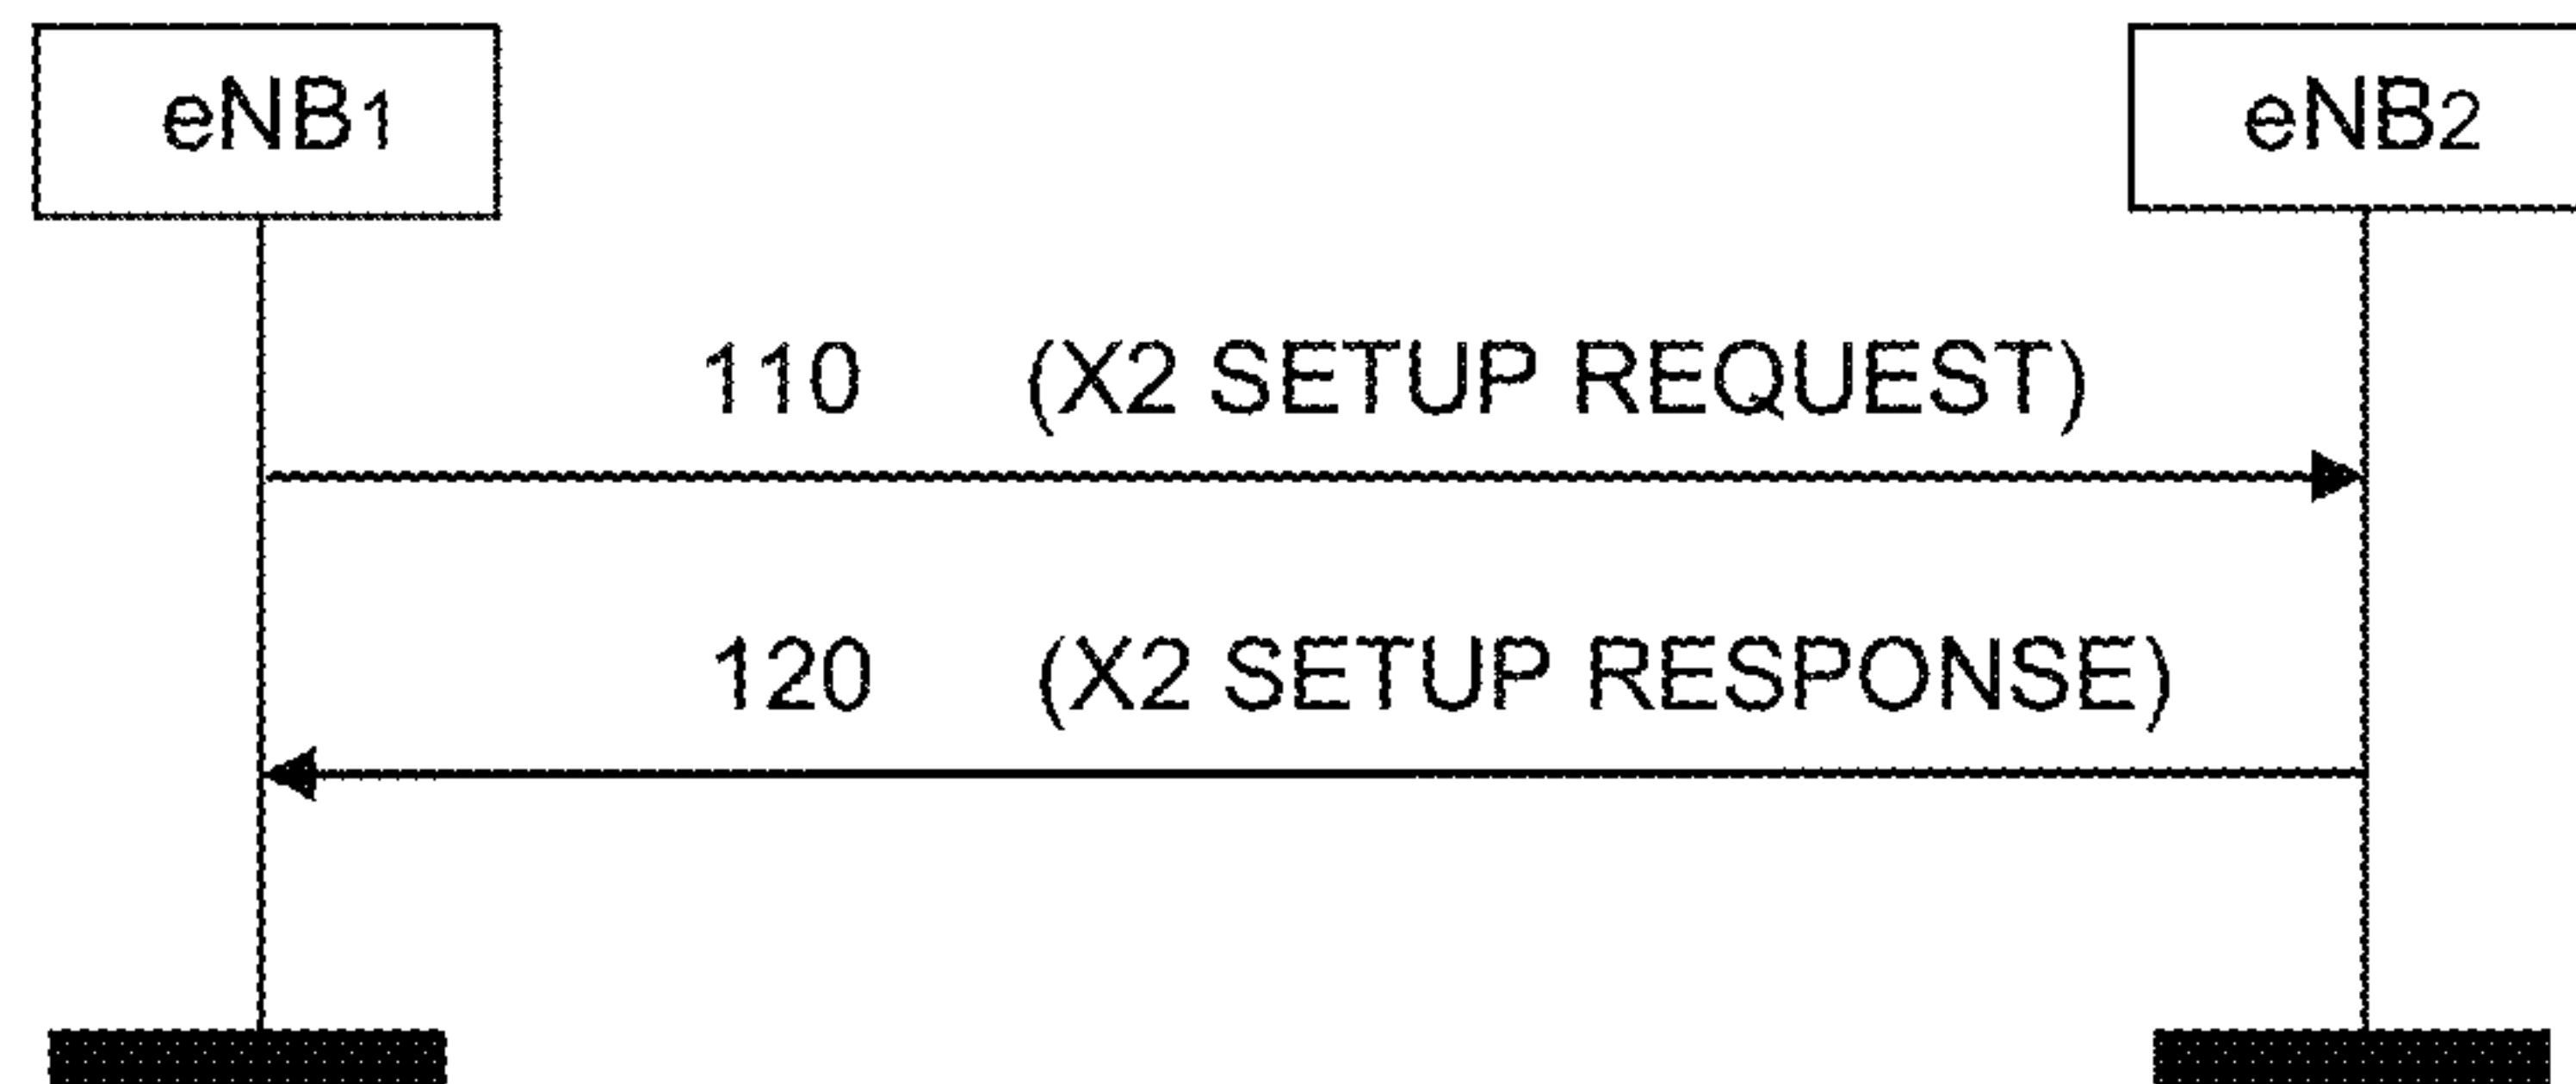 eNB1
eNB2
110 (X2 SETUP REQUEST)
120 (X2 SETUP RESPONSE)